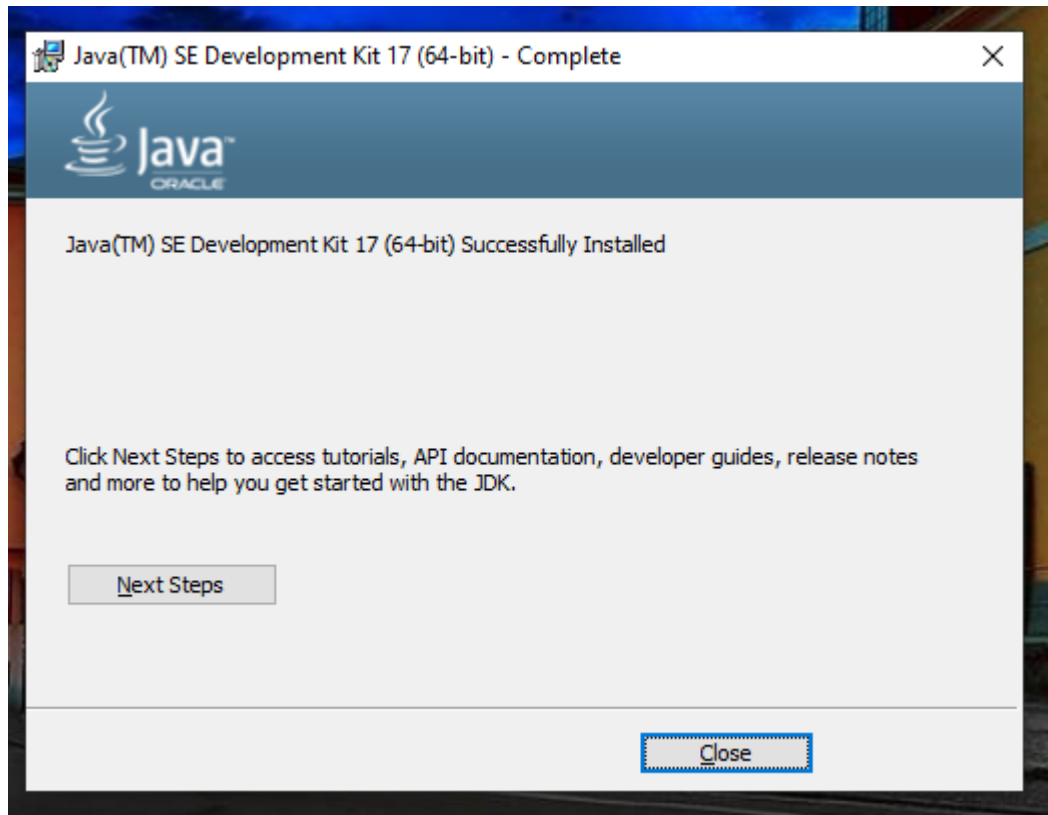 Java(TM) SE Development Kit 17 (64-bit) - Complete
Java™
ORACLE
Java(TM) SE Development Kit 17 (64-bit) Successfully Installed
Click Next Steps to access tutorials, API documentation, developer guides, release notes
and more to help you get started with the JDK.
Next Steps
Close